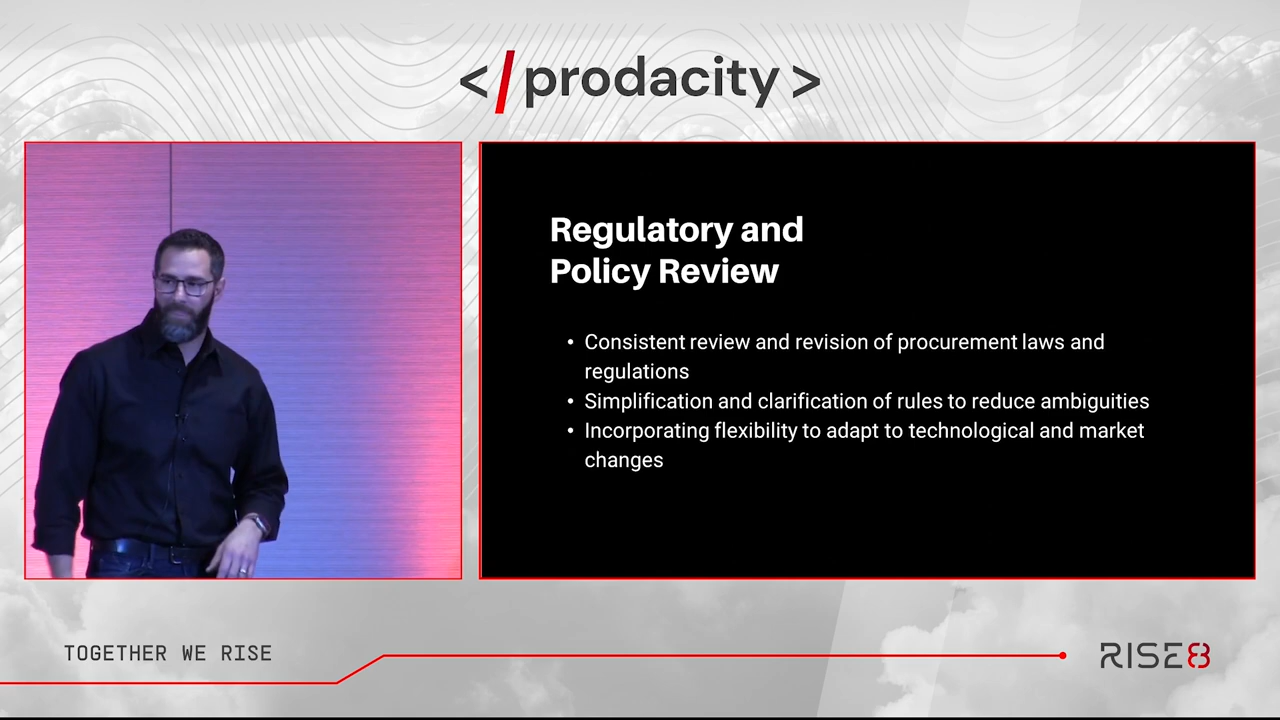 </prodacity>
Regulatory and
Policy Review
• Consistent review and revision of procurement laws and
regulations
• Simplification and clarification of rules to reduce ambiguities
• Incorporating flexibility to adapt to technological and market
changes
TOGETHER WE RISE
RISE8